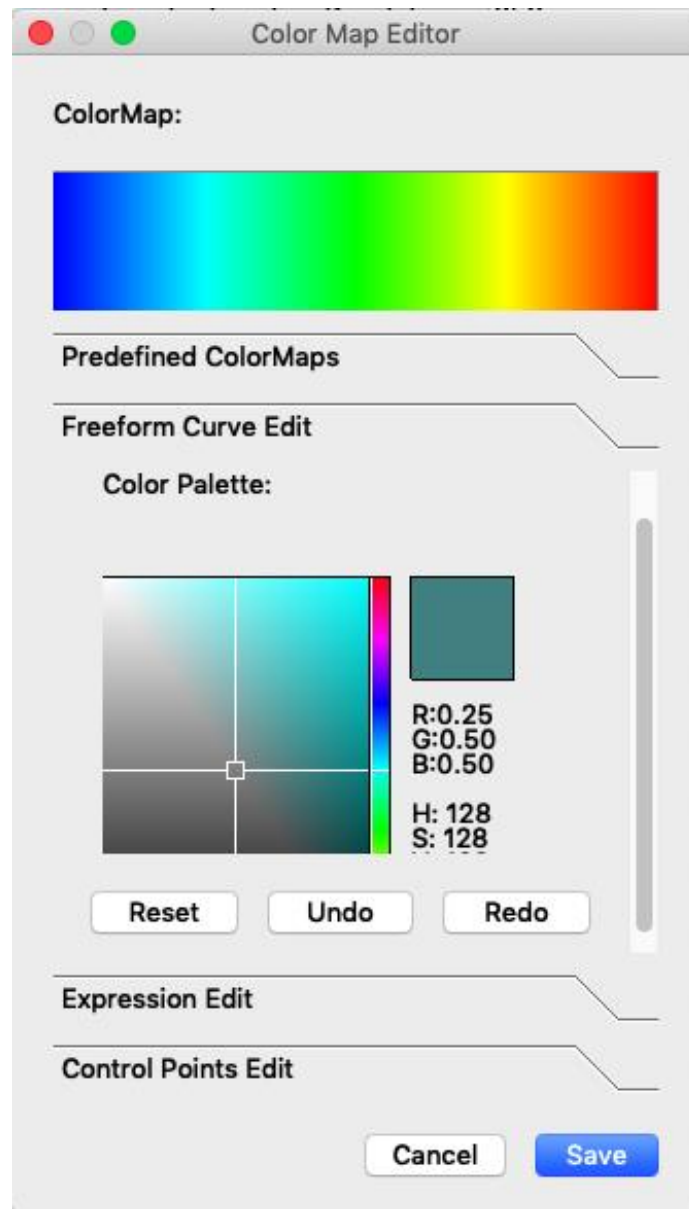 Color Map Editor
ColorMap:
Predefined ColorMaps
Freeform Curve Edit
Color Palette:
R:0.25
G:0.50
B:0.50
H: 128
S: 128
Reset Undo Redo
Expression Edit
Control Points Edit
Cancel Save